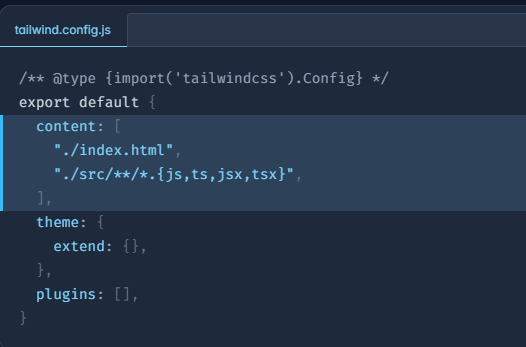 tailwind.config.js
/** @type {import('tailwindcss').Config} */
export default {
  content: [
    "./index.html",
    "./src/**/*.{js,ts,jsx,tsx}",
  ],
  theme: {
    extend: {},
  },
  plugins: [],
}